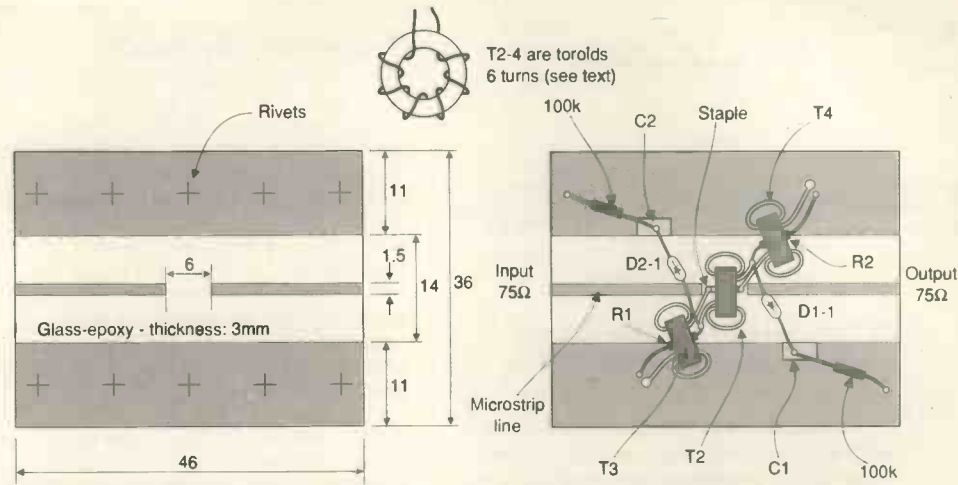 T2-4 are toroids
6 turns (see text)
Rivets
11
6
1.5
14
36
Glass-epoxy - thickness: 3mm
11
46
100k
C2
Staple
T4
Input
75Ω
D2-1
R2
Output
75Ω
R1
D1-1
Microstrip
line
T3
T2
C1
100k